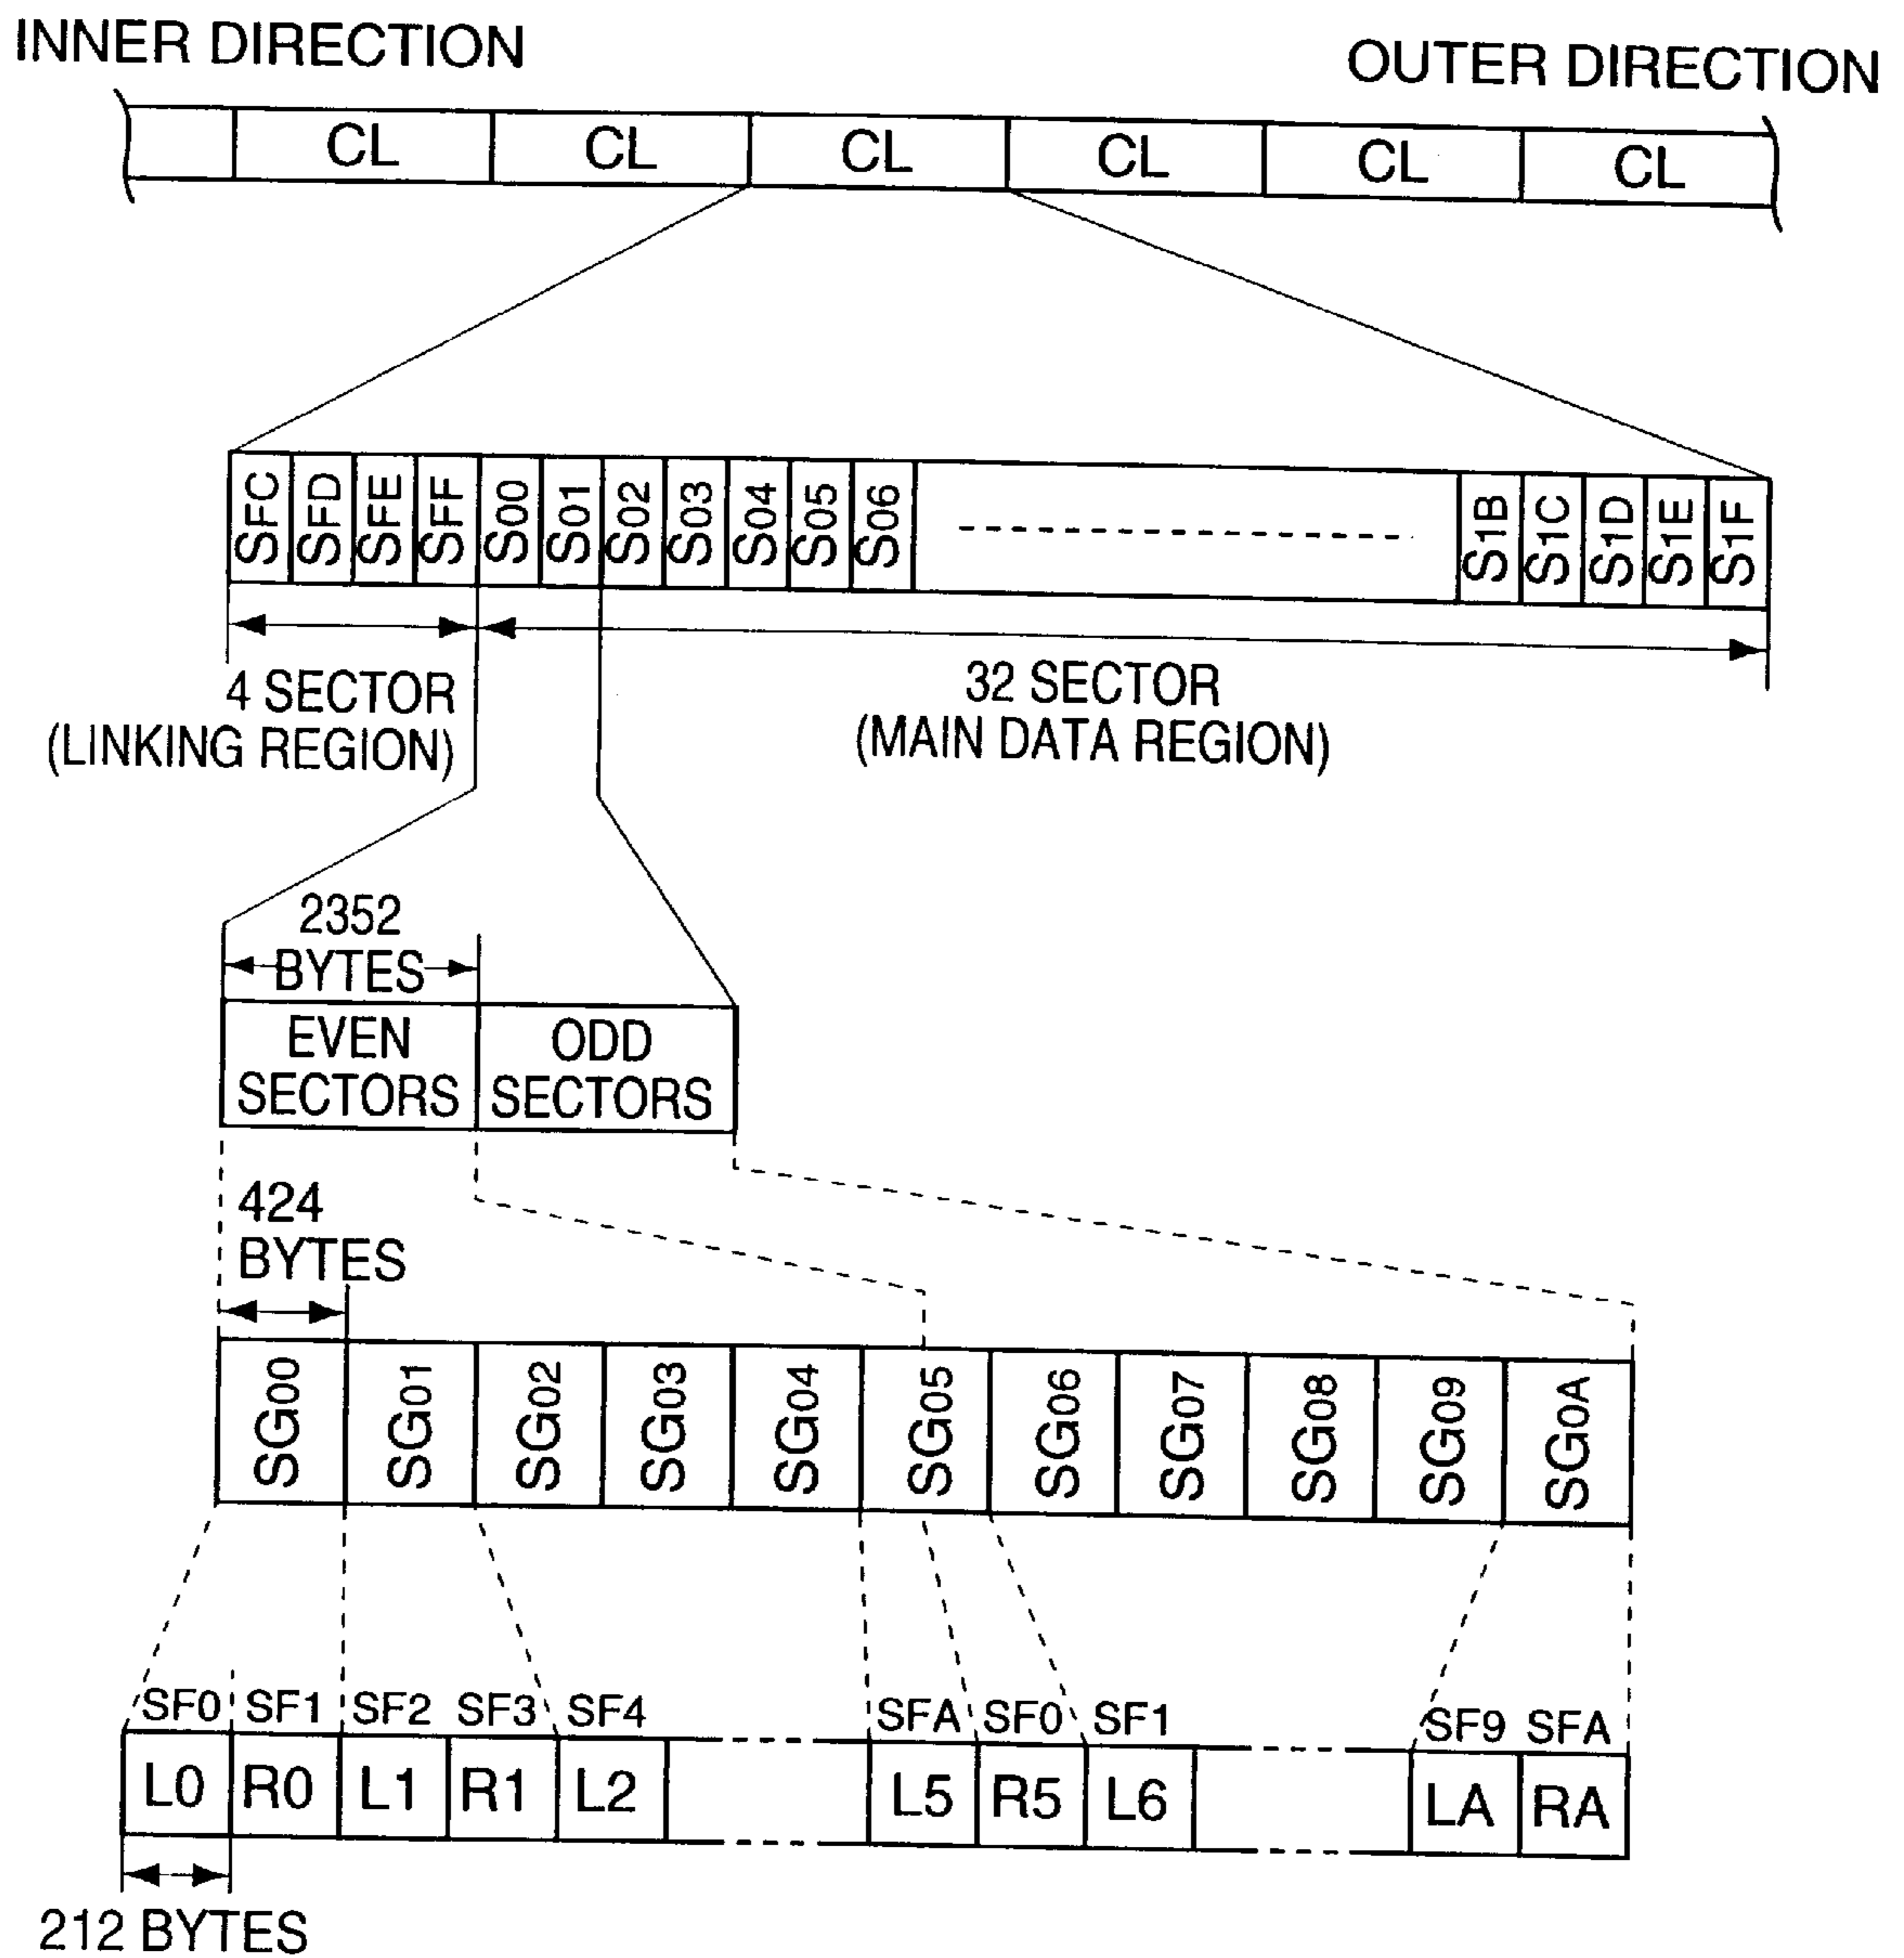 INNER DIRECTION
OUTER DIRECTION
CL CL CL CL CL CL
SFC SFD SFE SFF S00 S01 S02 S03 S04 S05 S06 S1B S1C S1D S1E S1F
4 SECTOR
(LINKING REGION)
32 SECTOR
(MAIN DATA REGION)
2352
BYTES
EVEN
SECTORS
ODD
SECTORS
424
BYTES
SG00 SG01 SG02 SG03 SG04 SG05 SG06 SG07 SG08 SG09 SG0A
SF0 SF1 SF2 SF3 SF4 SFA SF0 SF1 SF9 SFA
L0 R0 L1 R1 L2 L5 R5 L6 LA RA
212 BYTES